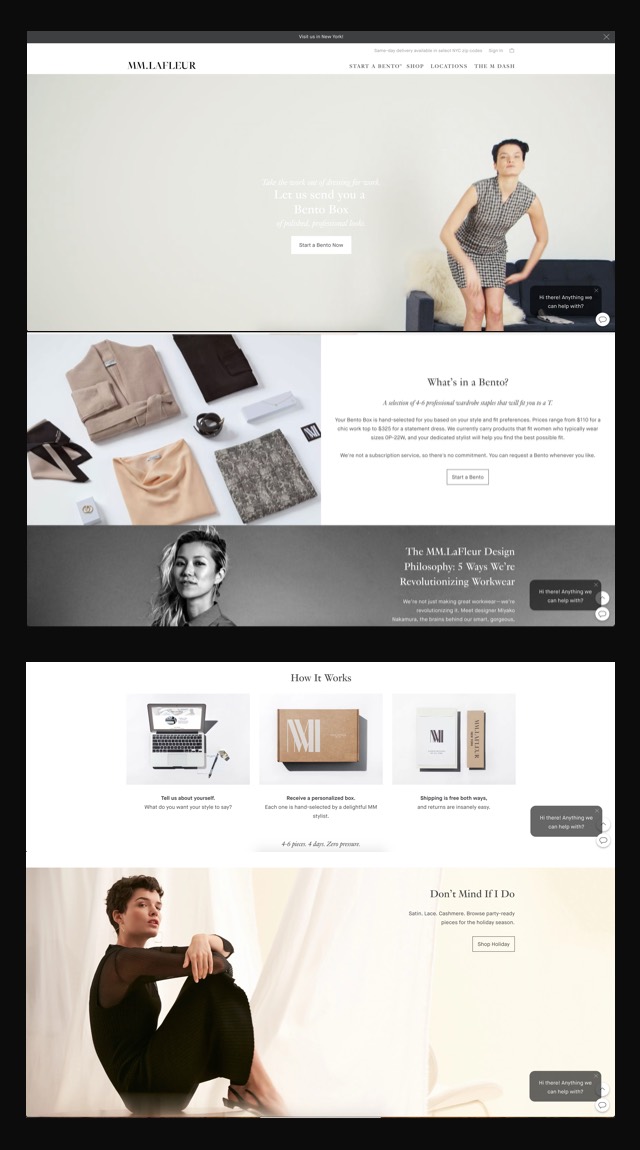 Visit us in New York!
Same-day delivery available in select NYC zip codes Sign In
MM.LAFLEUR
START A BENTO™ SHOP LOCATIONS THE M DASH
Take the work out of dressing for work.
Let us send you a
Bento Box
of polished, professional looks.
Start a Bento Now
Hi there! Anything we
can help with?
What's in a Bento?
A selection of 4-6 professional wardrobe staples that will fit you to a T.
Your Bento Box is hand-selected for you based on your style and fit preferences. Prices range from $110 for a
chic work top to $325 for a statement dress. We currently carry products that fit women who typically wear
sizes 0P-22W, and your dedicated stylist will help you find the best possible fit.
We're not a subscription service, so there's no commitment. You can request a Bento whenever you like.
Start a Bento
The MM.LaFleur Design
Philosophy: 5 Ways We're
Revolutionizing Workwear
We're not just making great workwear—we're
revolutionizing it. Meet designer Miyako
Nakamura, the brains behind our smart, gorgeous,
Hi there! Anything we
can help with?
How It Works
MM
MM
MM.LAFLEUR
Tell us about yourself.
What do you want your style to say?
Receive a personalized box.
Each one is hand-selected by a delightful MM
stylist.
Shipping is free both ways,
and returns are insanely easy.
4-6 pieces. 4 days. Zero pressure.
Hi there! Anything we
can help with?
Don't Mind If I Do
Satin. Lace. Cashmere. Browse party-ready
pieces for the holiday season.
Shop Holiday
Hi there! Anything we
can help with?